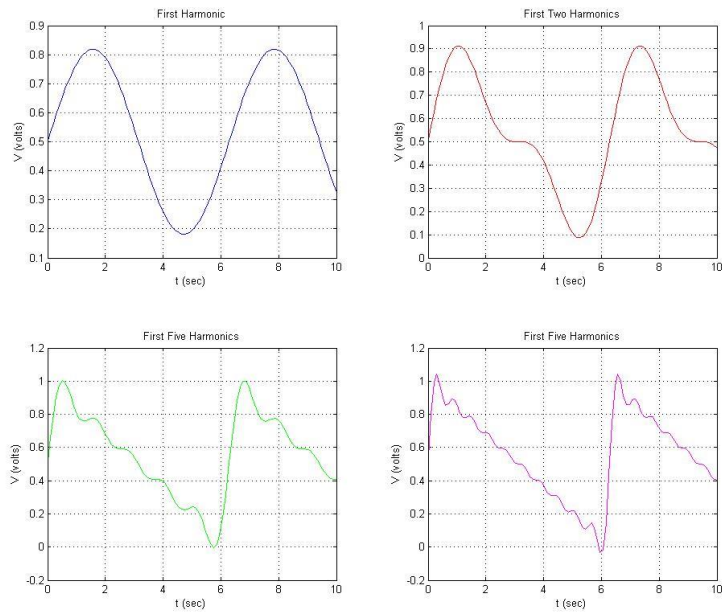 First Harmonic
0.9
0.8
0.7
0.6
0.5
0.4
0.3
0.2
0.1
V (volts)
0 2 4 6 8 10
t (sec)
First Two Harmonics
1
0.9
0.8
0.7
0.6
0.5
0.4
0.3
0.2
0.1
0
V (volts)
0 2 4 6 8 10
t (sec)
First Five Harmonics
1.2
1
0.8
0.6
0.4
0.2
0
-0.2
V (volts)
0 2 4 6 8 10
t (sec)
First Five Harmonics
1.2
1
0.8
0.6
0.4
0.2
0
-0.2
V (volts)
0 2 4 6 8 10
t (sec)